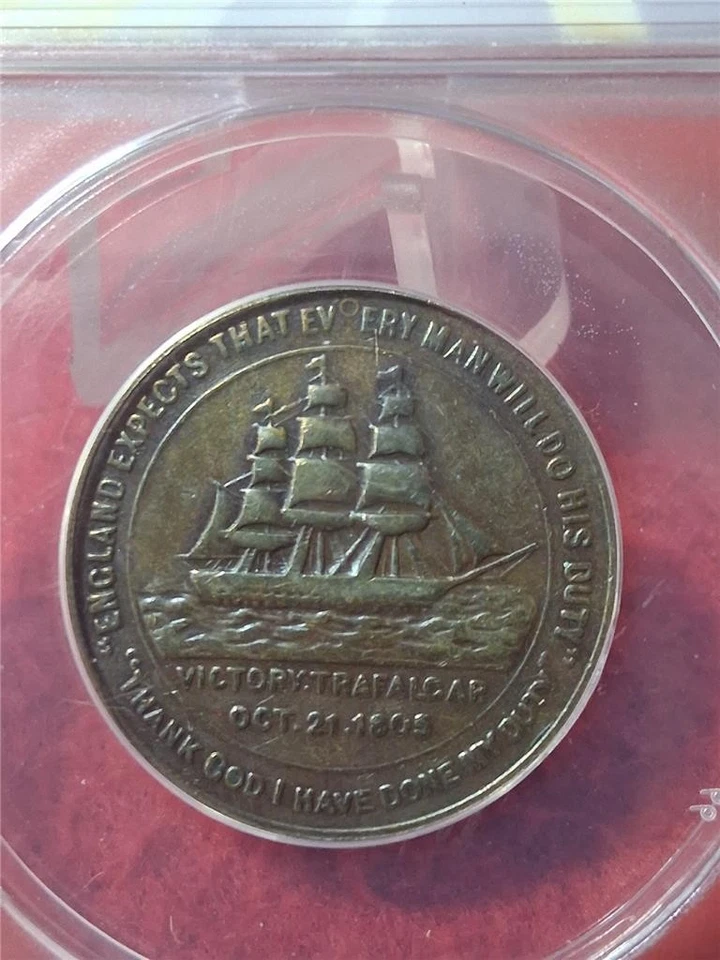 "ENGLAND EXPECTS THAT EVERY MAN WILL DO HIS DUTY"
VICTORY.TRAFALGAR
OCT.21.1805
"THANK GOD I HAVE DONE MY DUTY"